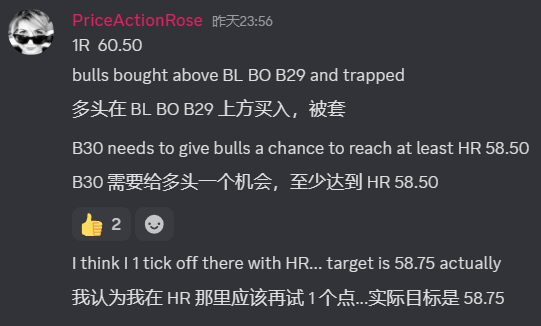 PriceActionRose 昨天23:56
1R 60.50
bulls bought above BL BO B29 and trapped
多头在 BL BO B29 上方买入，被套
B30 needs to give bulls a chance to reach at least HR 58.50
B30 需要给多头一个机会，至少达到 HR 58.50
👍 2
I think I 1 tick off there with HR... target is 58.75 actually
我认为我在 HR 那里应该再试 1 个点...实际目标是 58.75